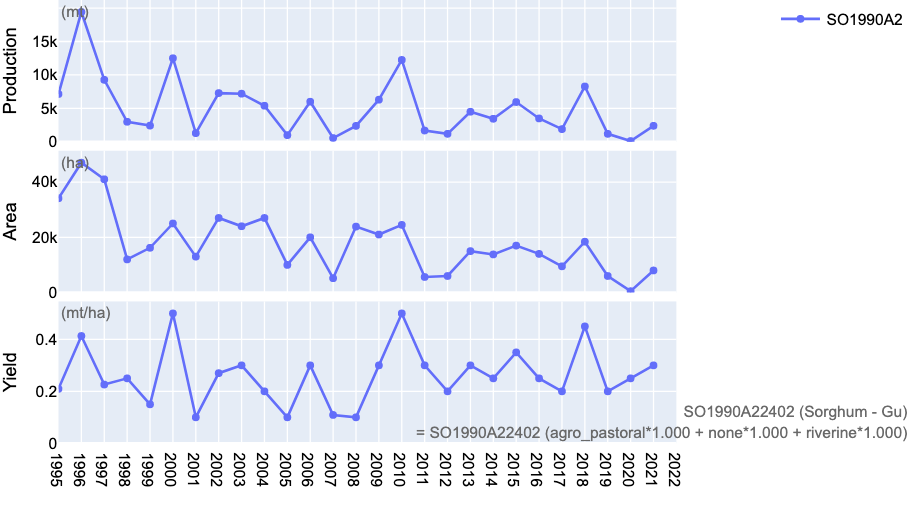 (mt)
SO1990A2
Production
15k
10k
5k
0
(ha)
Area
40k
20k
0
(mt/ha)
Yield
0.4
0.2
0
SO1990A22402 (Sorghum - Gu)
= SO1990A22402 (agro_pastoral*1.000 + none*1.000 + riverine*1.000)
1995 1996 1997 1998 1999 2000 2001 2002 2003 2004 2005 2006 2007 2008 2009 2010 2011 2012 2013 2014 2015 2016 2017 2018 2019 2020 2021 2022